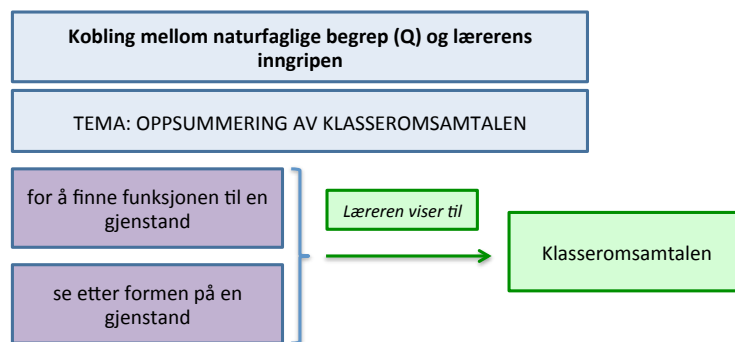 Kobling mellom naturfaglige begrep (Q) og lærerens
inngripen
TEMA: OPPSUMMERING AV KLASSEROMSAMTALEN
for å finne funksjonen til en
gjenstand
Læreren viser til
Klasseromsamtalen
se etter formen på en
gjenstand